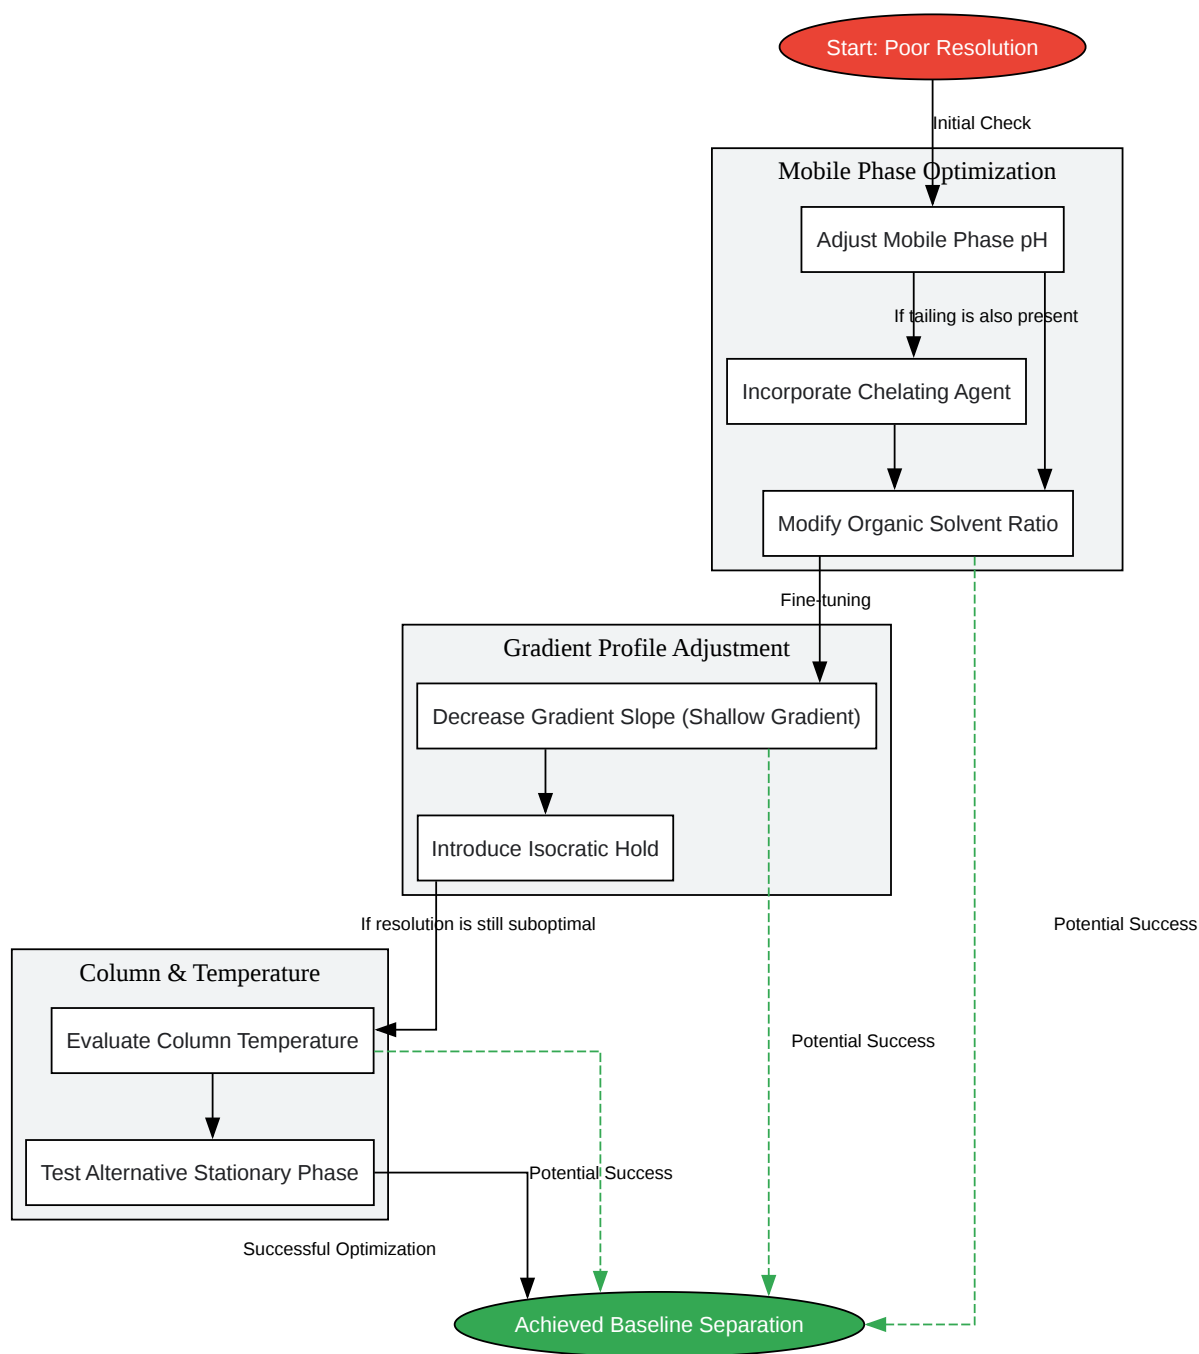 Start: Poor Resolution
Initial Check
Mobile Phase Optimization
Adjust Mobile Phase pH
If tailing is also present
Incorporate Chelating Agent
Modify Organic Solvent Ratio
Fine-tuning
Gradient Profile Adjustment
Decrease Gradient Slope (Shallow Gradient)
Introduce Isocratic Hold
If resolution is still suboptimal
Potential Success
Column & Temperature
Evaluate Column Temperature
Potential Success
Test Alternative Stationary Phase
Potential Success
Successful Optimization
Achieved Baseline Separation